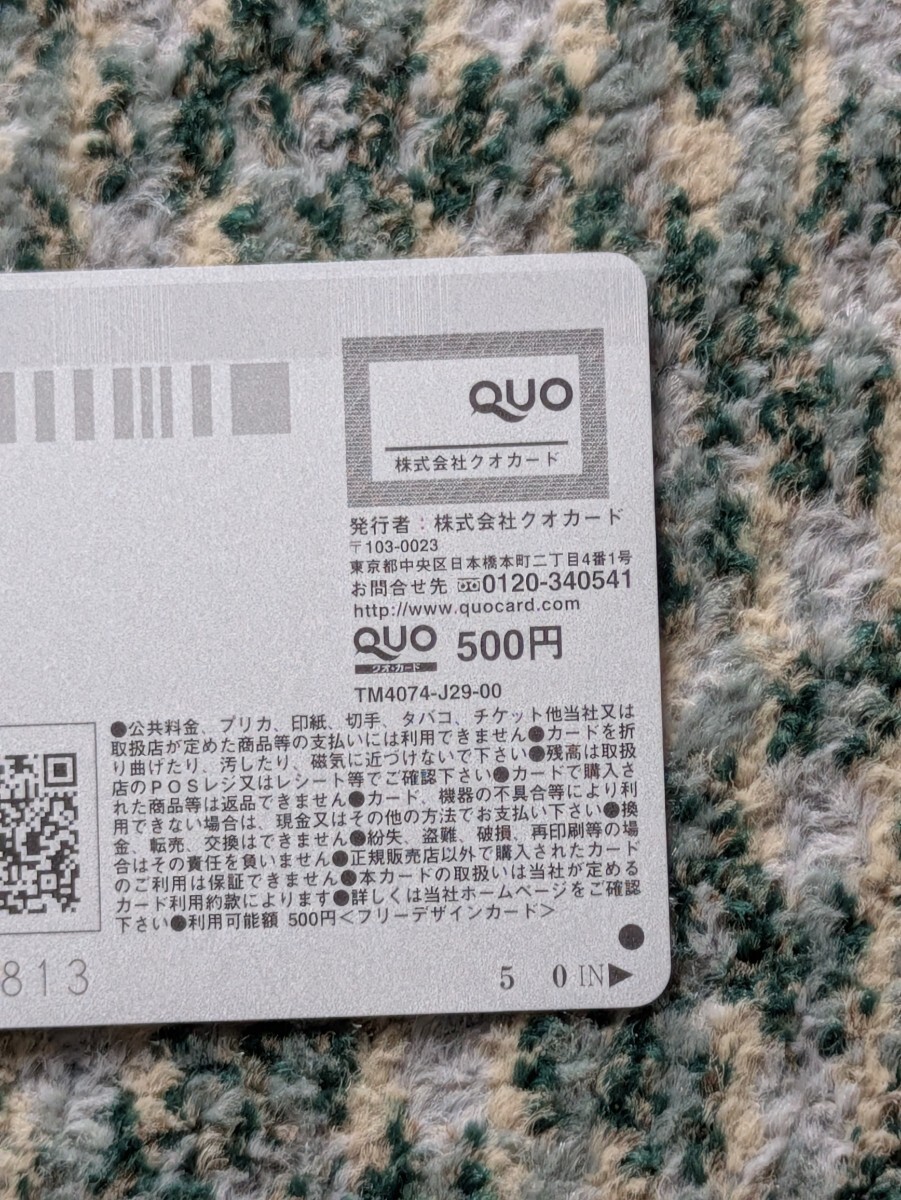 QUO
株式会社クオカード
発行者：株式会社クオカード
〒103-0023
東京都中央区日本橋本町二丁目4番1号
お問合せ先 0120-340541
http://www.quocard.com
QUO 500円
クオ・カード
TM4074-J29-00
●公共料金、プリカ、印紙、切手、タバコ、チケット他当社又は
取扱店が定めた商品等の支払いには利用できません●カードを折
り曲げたり、汚したり、磁気に近づけないで下さい●残高は取扱
店のPOSレジ又はレシート等でご確認下さい●カードで購入さ
れた商品等は返品できません●カード、機器の不具合等により利
用できない場合は、現金又はその他の方法でお支払い下さい●換
金、転売、交換はできません●紛失、盗難、破損、再印刷等の場
合はその責任を負いません●正規販売店以外で購入されたカード
のご利用は保証できません●本カードの取扱いは当社が定める
カード利用約款によります●詳しくは当社ホームページをご確認
下さい●利用可能額 500円＜フリーデザインカード＞
813
5 0 IN▶